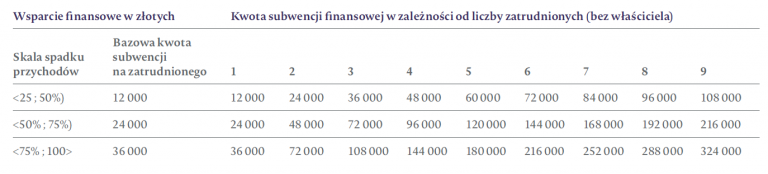 Wsparcie finansowe w złotych Kwota subwencji finansowej w zależności od liczby zatrudnionych (bez właściciela)
Bazowa kwota
Skala spadku subwencji
przychodów na zatrudnionego 1 2 3 4 5 6 7 8 9
<25 ; 50%) 12 000 12 000 24 000 36 000 48 000 60 000 72 000 84 000 96 000 108 000
<50% ; 75%) 24 000 24 000 48 000 72 000 96 000 120 000 144 000 168 000 192 000 216 000
<75% ; 100> 36 000 36 000 72 000 108 000 144 000 180 000 216 000 252 000 288 000 324 000